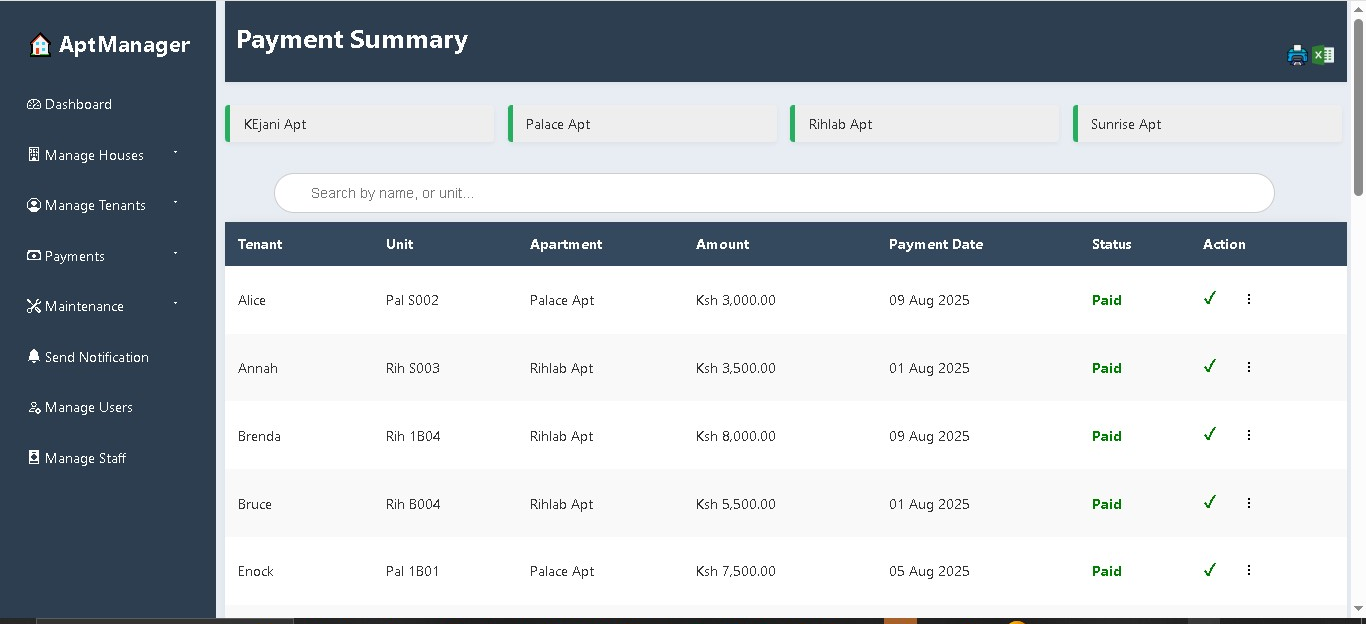 AptManager
Dashboard
Manage Houses
Manage Tenants
Payments
Maintenance
Send Notification
Manage Users
Manage Staff
Payment Summary
KEjani Apt Palace Apt Rihlab Apt Sunrise Apt
Search by name, or unit...
Tenant Unit Apartment Amount Payment Date Status Action
Alice Pal S002 Palace Apt Ksh 3,000.00 09 Aug 2025 Paid
Annah Rih S003 Rihlab Apt Ksh 3,500.00 01 Aug 2025 Paid
Brenda Rih 1B04 Rihlab Apt Ksh 8,000.00 09 Aug 2025 Paid
Bruce Rih B004 Rihlab Apt Ksh 5,500.00 01 Aug 2025 Paid
Enock Pal 1B01 Palace Apt Ksh 7,500.00 05 Aug 2025 Paid